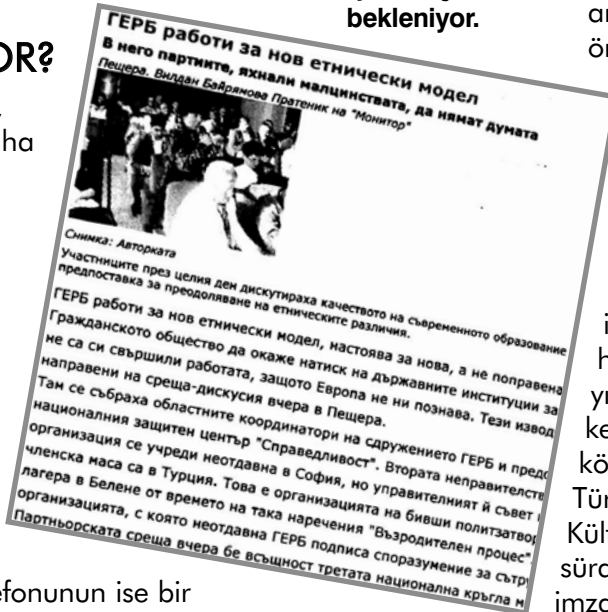 bekleniyor.
OR?
ha
ГЕРБ работи за нов етнически модел
В него партиите, яхнали малцинствата, да нямат думата
Пещера. Вилдан Байрямова Пратеник на "Монитор"
Снимка: Авторката
Участниците през целия ден дискутираха качеството на съвременното образование
предпоставка за преодоляване на етническите различия.
ГЕРБ работи за нов етнически модел, настоява за нова, а не поправена
Гражданското общество да окаже натиск на държавните институции за
не са си свършили работата, защото Европа не ни познава. Тези извод
направени на среща-дискусия вчера в Пещера.
Там се събраха областните координатори на сдружението ГЕРБ и предс
националния защитен център "Справедливост". Втората неправителств
организация се учреди неотдавна в София, но управителният й съвет
членска маса са в Турция. Това е организацията на бивши политзатвор
лагера в Белене от времето на така наречения "Възродителен процес".
организацията, с която неотдавна ГЕРБ подписа споразумение за сътру
Партньорската среща вчера бе всъщност третата национална кръгла м
efonunun ise bir
ar
ör
i
h
yı
ke
kö
Tür
Kült
süre
imza